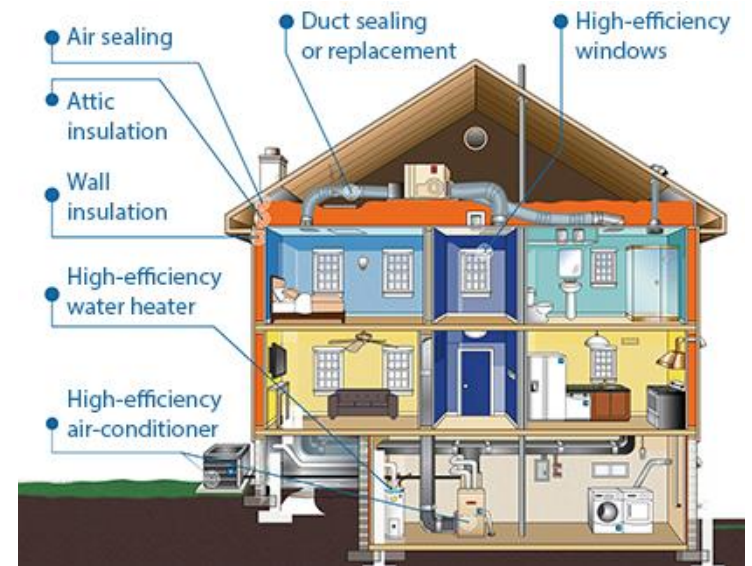 Air sealing
Attic
insulation
Wall
insulation
High-efficiency
water heater
High-efficiency
air-conditioner
Duct sealing
or replacement
High-efficiency
windows